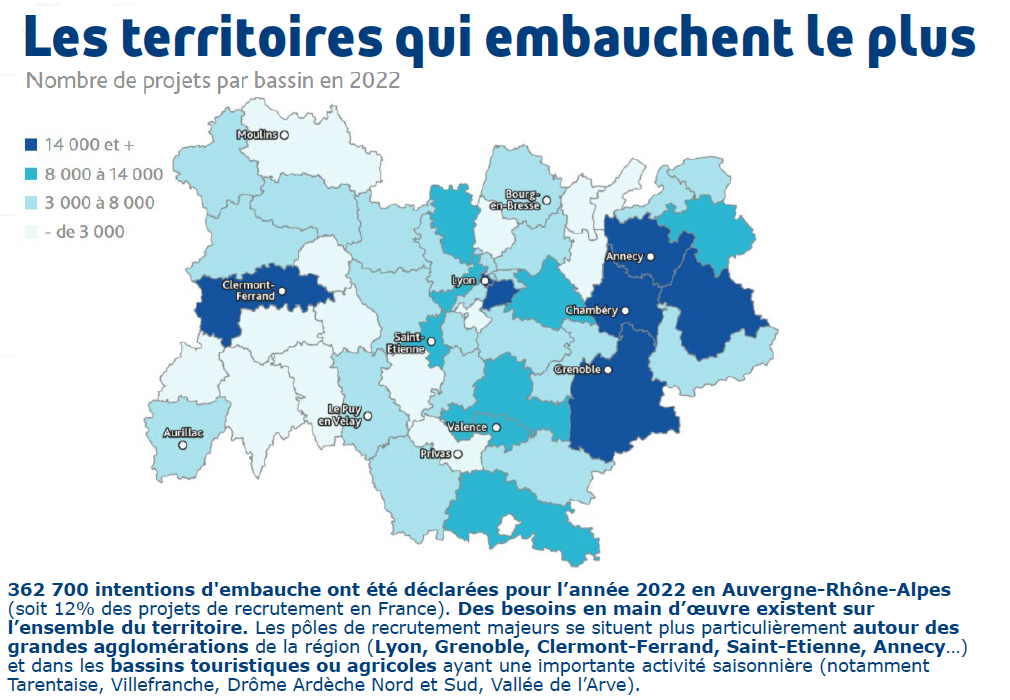 Les territoires qui embauchent le plus
Nombre de projets par bassin en 2022
14 000 et +
8 000 à 14 000
3 000 à 8 000
- de 3 000
Moulins
Bourg-
en-Bresse
Annecy
Lyon
Clermont-
Ferrand
Chambéry
Saint-
Etienne
Grenoble
Le Puy
en Velay
Valence
Aurillac
Privas
362 700 intentions d'embauche ont été déclarées pour l’année 2022 en Auvergne-Rhône-Alpes
(soit 12% des projets de recrutement en France). Des besoins en main d’œuvre existent sur
l’ensemble du territoire. Les pôles de recrutement majeurs se situent plus particulièrement autour des
grandes agglomérations de la région (Lyon, Grenoble, Clermont-Ferrand, Saint-Etienne, Annecy…)
et dans les bassins touristiques ou agricoles ayant une importante activité saisonnière (notamment
Tarentaise, Villefranche, Drôme Ardèche Nord et Sud, Vallée de l’Arve).